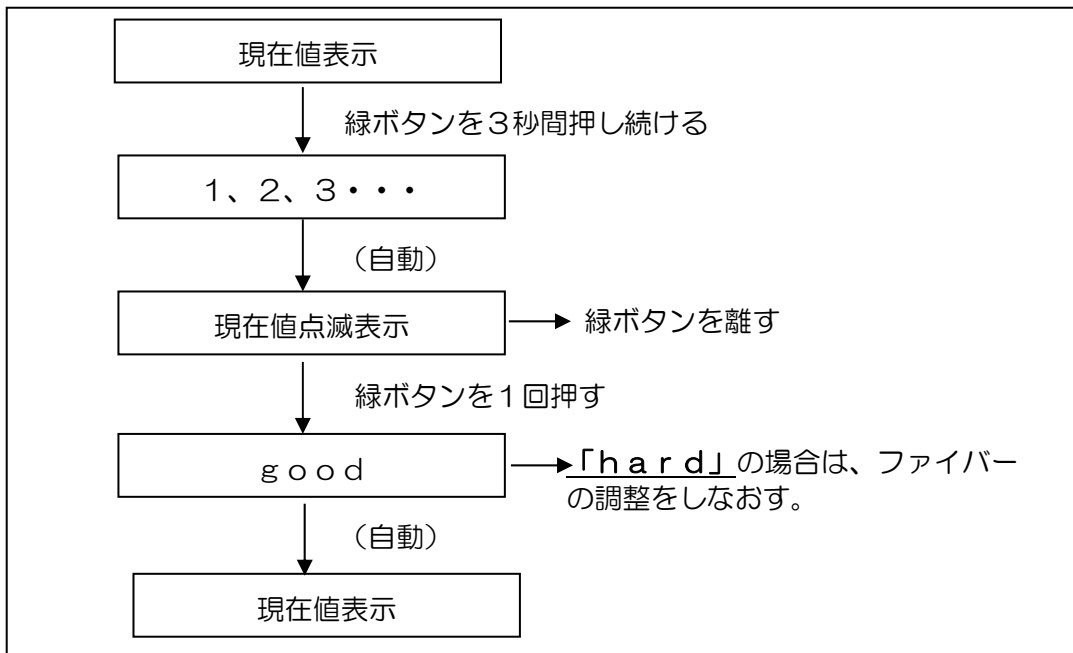 現在値表示
緑ボタンを３秒間押し続ける
１、２、３・・・
（自動）
現在値点滅表示
緑ボタンを離す
緑ボタンを１回押す
ｇｏｏｄ
「ｈａｒｄ」の場合は、ファイバー
の調整をしなおす。
（自動）
現在値表示